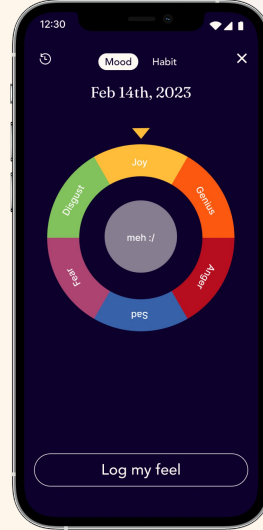 12:30
Mood Habit
Feb 14th, 2023
Joy
Genius
Anger
Sad
Fear
Disgust
meh :/
Log my feel